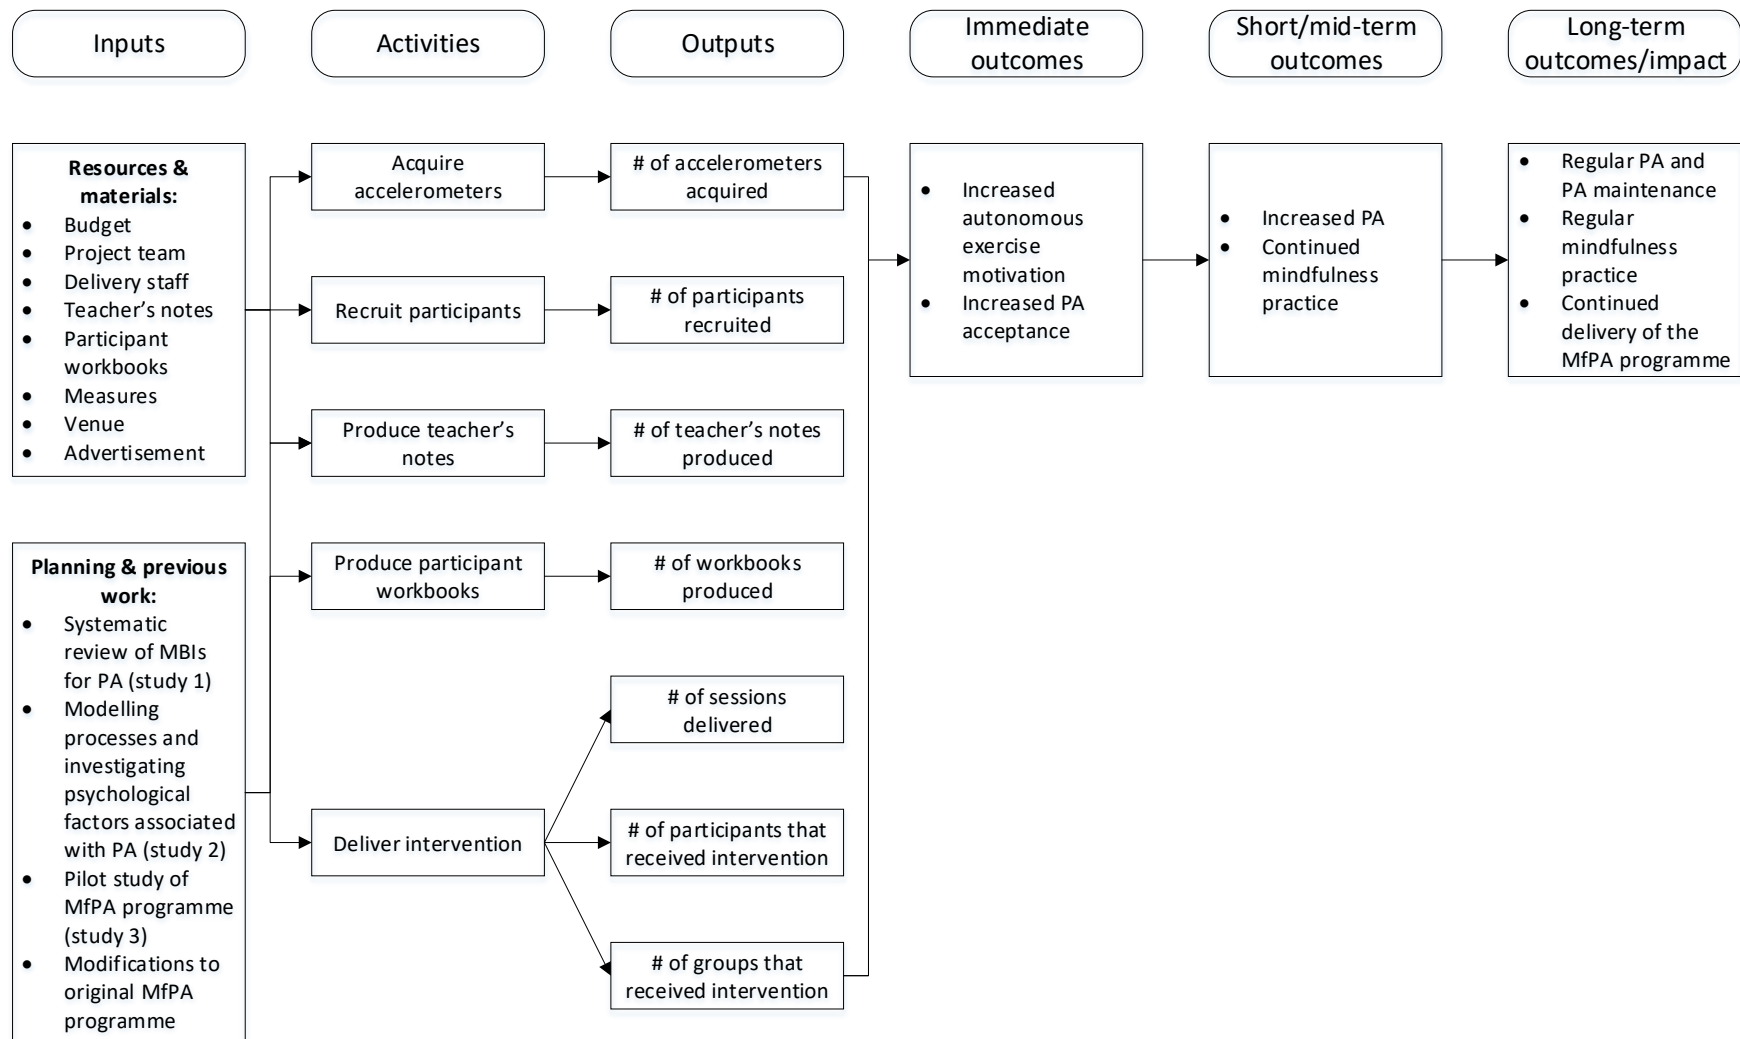 Inputs
Activities
Outputs
Immediate
outcomes
Short/mid-term
outcomes
Long-term
outcomes/impact
Resources &
materials:
• Budget
• Project team
• Delivery staff
• Teacher's notes
• Participant
workbooks
• Measures
• Venue
• Advertisement
Planning & previous
work:
• Systematic
review of MBIs
for PA (study 1)
• Modelling
processes and
investigating
psychological
factors associated
with PA (study 2)
• Pilot study of
MfPA programme
(study 3)
• Modifications to
original MfPA
programme
Acquire
accelerometers
Recruit participants
Produce teacher's
notes
Produce participant
workbooks
Deliver intervention
# of accelerometers
acquired
# of participants
recruited
# of teacher's notes
produced
# of workbooks
produced
# of sessions
delivered
# of participants that
received intervention
# of groups that
received intervention
• Increased
autonomous
exercise
motivation
• Increased PA
acceptance
• Increased PA
• Continued
mindfulness
practice
• Regular PA and
PA maintenance
• Regular
mindfulness
practice
• Continued
delivery of the
MfPA programme